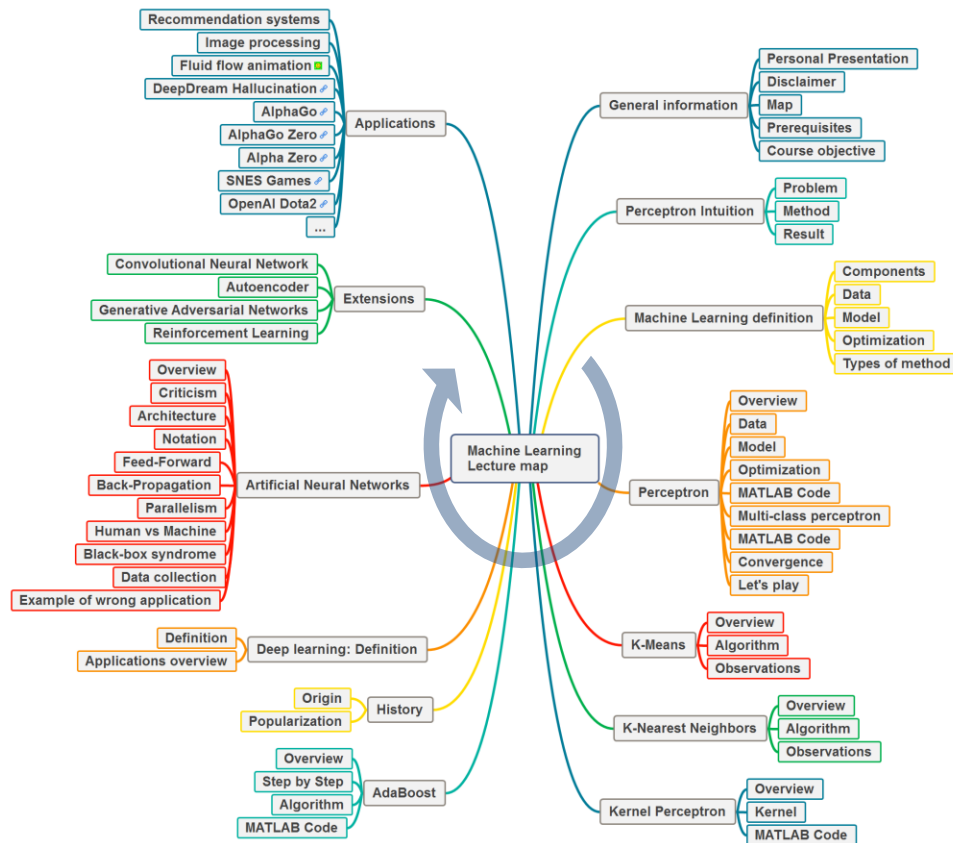 Machine Learning
Lecture map
General information
Personal Presentation
Disclaimer
Map
Prerequisites
Course objective
Perceptron Intuition
Problem
Method
Result
Machine Learning definition
Components
Data
Model
Optimization
Types of method
Perceptron
Overview
Data
Model
Optimization
MATLAB Code
Multi-class perceptron
MATLAB Code
Convergence
Let's play
K-Means
Overview
Algorithm
Observations
K-Nearest Neighbors
Overview
Algorithm
Observations
Kernel Perceptron
Overview
Kernel
MATLAB Code
AdaBoost
Overview
Step by Step
Algorithm
MATLAB Code
History
Origin
Popularization
Deep learning: Definition
Definition
Applications overview
Artificial Neural Networks
Overview
Criticism
Architecture
Notation
Feed-Forward
Back-Propagation
Parallelism
Human vs Machine
Black-box syndrome
Data collection
Example of wrong application
Extensions
Convolutional Neural Network
Autoencoder
Generative Adversarial Networks
Reinforcement Learning
Applications
Recommendation systems
Image processing
Fluid flow animation
DeepDream Hallucination
AlphaGo
AlphaGo Zero
Alpha Zero
SNES Games
OpenAI Dota2
...